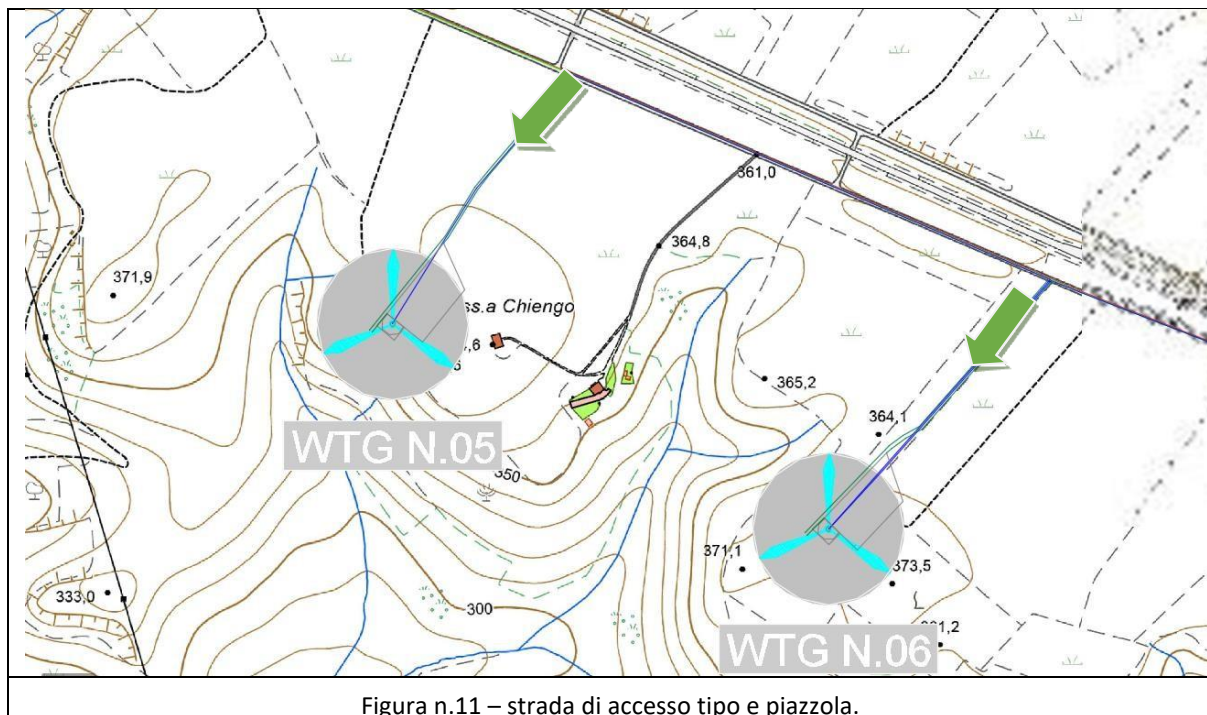 361,0
364,8
371,9
ss.a Chiengo
,6
365,2
364,1
WTG N.05
350
371,1
373,5
333,0
300
WTG N.06
Figura n.11 – strada di accesso tipo e piazzola.